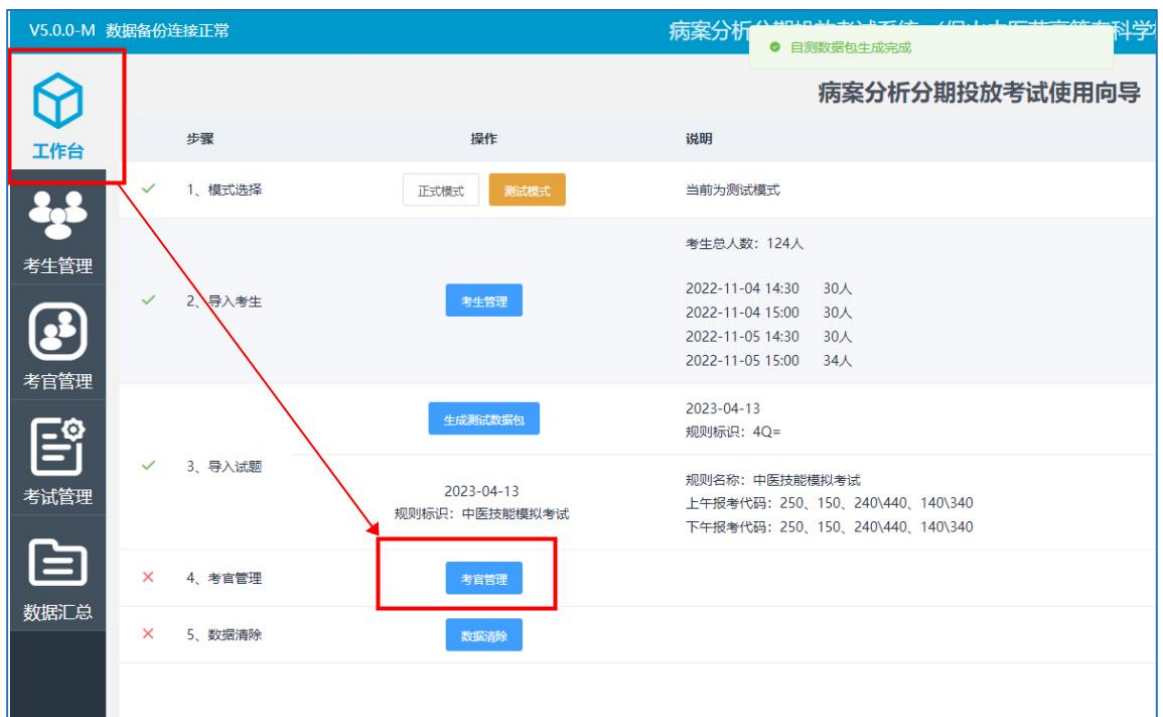 V5.0.0-M 数据备份连接正常
病案分析
自测数据包生成完成
病案分析分期投放考试使用向导
工作台
考生管理
考官管理
考试管理
数据汇总
步骤 操作 说明
1、模式选择 正式模式 测试模式 当前为测试模式
考生总人数：124人
2、导入考生 考生管理
2022-11-04 14:30 30人
2022-11-04 15:00 30人
2022-11-05 14:30 30人
2022-11-05 15:00 34人
3、导入试题
生成测试数据包
2023-04-13
规则标识：4Q=
2023-04-13
规则标识：中医技能模拟考试
规则名称：中医技能模拟考试
上午报考代码：250、150、240\440、140\340
下午报考代码：250、150、240\440、140\340
4、考官管理 考官管理
5、数据清除 数据清除